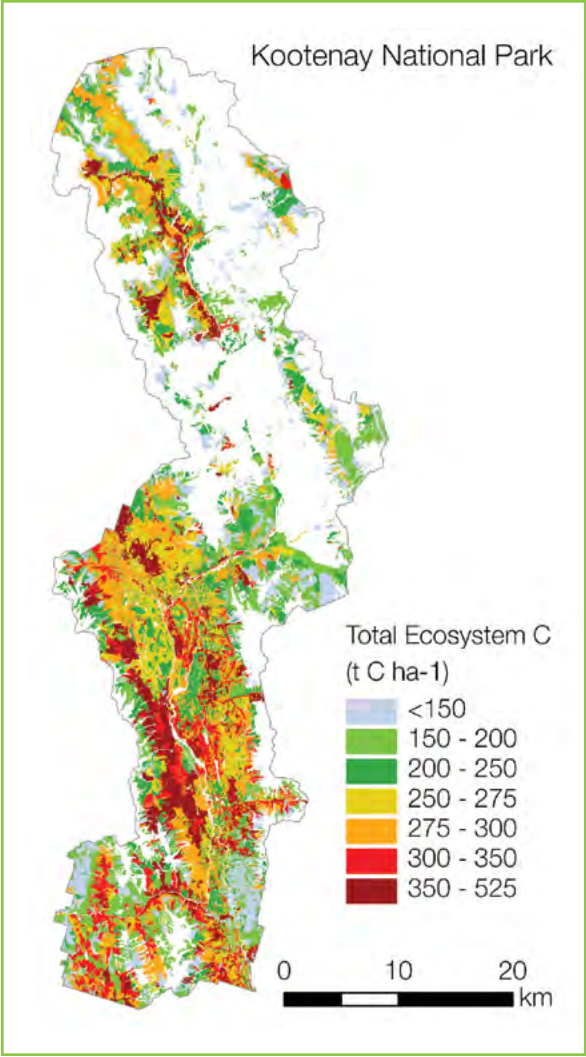 Kootenay National Park
Total Ecosystem C
(t C ha-1)
<150
150 - 200
200 - 250
250 - 275
275 - 300
300 - 350
350 - 525
0 10 20
km